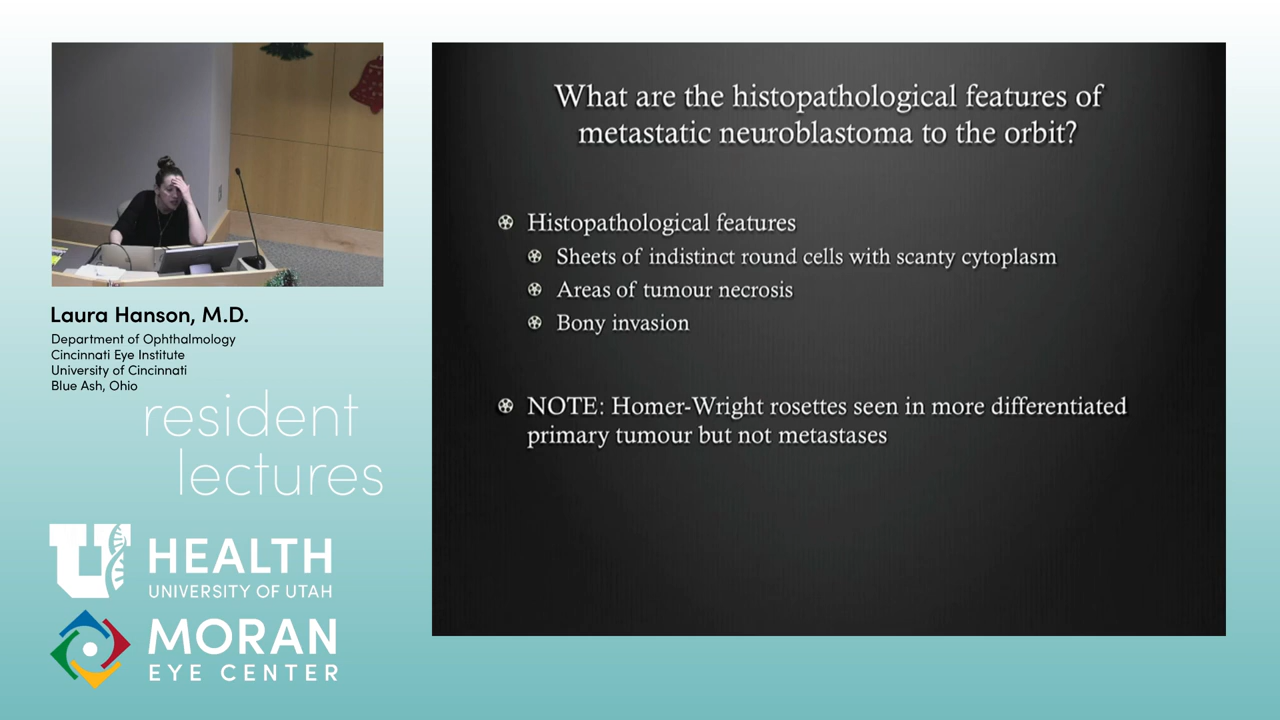 Laura Hanson, M.D.
Department of Ophthalmology
Cincinnati Eye Institute
University of Cincinnati
Blue Ash, Ohio
resident
lectures
U
HEALTH
UNIVERSITY OF UTAH
MORAN
EYE CENTER
What are the histopathological features of
metastatic neuroblastoma to the orbit?
Histopathological features
Sheets of indistinct round cells with scanty cytoplasm
Areas of tumour necrosis
Bony invasion
NOTE: Homer-Wright rosettes seen in more differentiated
primary tumour but not metastases